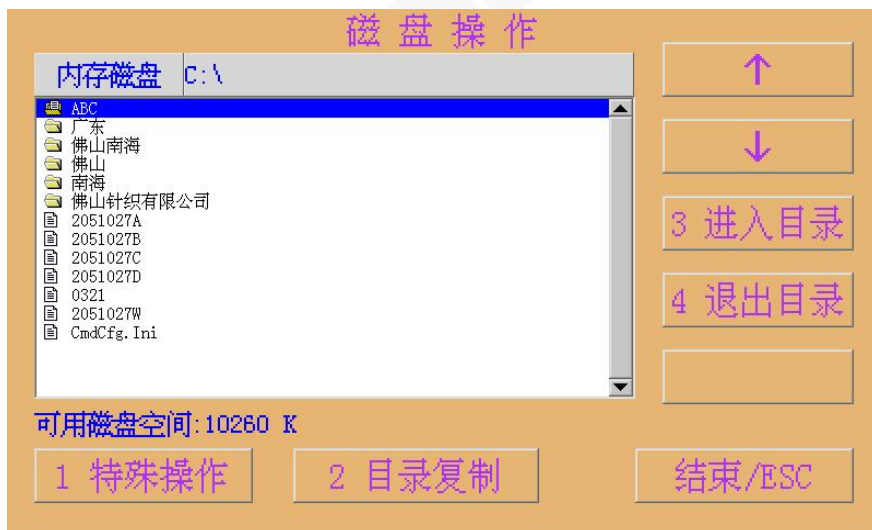 磁盘操作
内存磁盘 C:\
↑
ABC
广东
佛山南海
佛山
南海
佛山针织有限公司
2051027A
2051027B
2051027C
2051027D
0321
2051027W
CmdCfg.Ini
↓
3 进入目录
4 退出目录
可用磁盘空间:10260 K
1 特殊操作
2 目录复制
结束/ESC